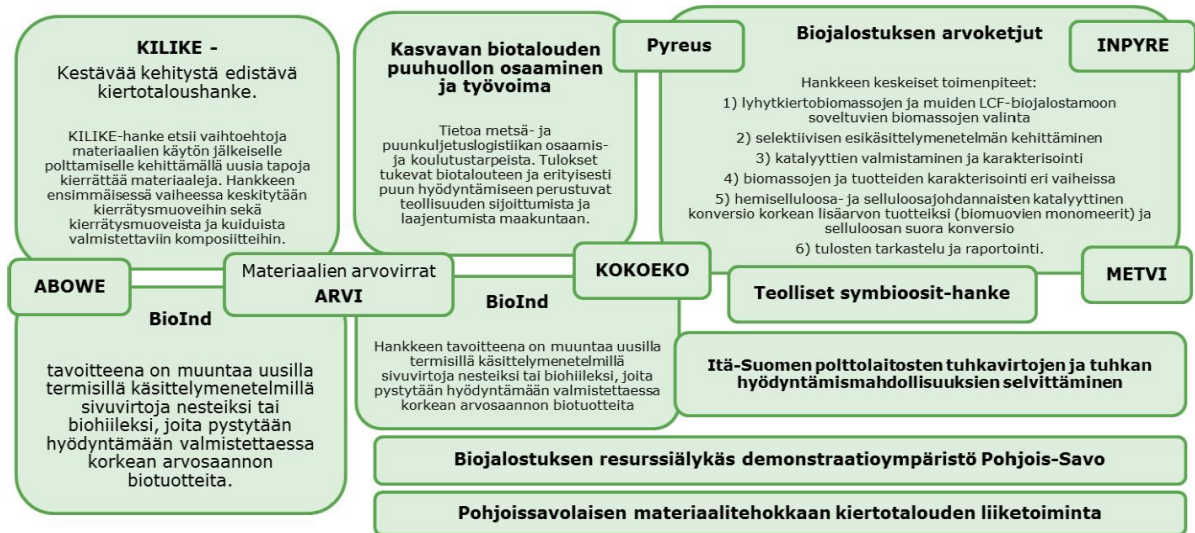 KILIKE -
Kestävää kehitystä edistävä
kiertotaloushanke.
KILIKE-hanke etsii vaihtoehtoja
materiaalien käytön jälkeiselle
polttamiselle kehittämällä uusia tapoja
kierrättää materiaaleja. Hankkeen
ensimmäisessä vaiheessa keskitytään
kierrätysmuoveihin sekä
kierrätysmuoveista ja kuiduista
valmistettaviin komposiitteihin.
Kasvavan biotalouden
puuhuollon osaaminen
ja työvoima
Tietoa metsä- ja
puunkuljetuslogistiikan osaamis-
ja koulutustarpeista. Tulokset
tukevat biotalouteen ja erityisesti
puun hyödyntämiseen perustuvat
teollisuuden sijoittumista ja
laajentumista maakuntaan.
Pyreus
Biojalostuksen arvoketjut
INPYRE
Hankkeen keskeiset toimenpiteet:
1) lyhytkiertobiomassojen ja muiden LCF-biojalostamoon
soveltuvien biomassojen valinta
2) selektiivisen esikäsittelymenetelmän kehittäminen
3) katalyyttien valmistaminen ja karakterisointi
4) biomassojen ja tuotteiden karakterisointi eri vaiheissa
5) hemiselluloosa- ja selluloosajohdannaisten katalyyttinen
konversio korkean lisäarvon tuotteiksi (biomuovien monomeerit) ja
selluloosan suora konversio
6) tulosten tarkastelu ja raportointi.
ABOWE
Materiaalien arvovirrat
ARVI
KOKOEKO
METVI
Teolliset symbioosit-hanke
BioInd
tavoitteena on muuntaa uusilla
termisillä käsittelymenetelmillä
sivuvirtoja nesteiksi tai
biohiileksi, joita pystytään
hyödyntämään valmistettaessa
korkean arvosaannon
biotuotteita.
BioInd
Hankkeen tavoitteena on muuntaa uusilla
termisillä käsittelymenetelmillä
sivuvirtoja nesteiksi tai biohiileksi, joita
pystytään hyödyntämään valmistettaessa
korkean arvosaannon biotuotteita
Itä-Suomen polttolaitosten tuhkavirtojen ja tuhkan
hyödyntämismahdollisuuksien selvittäminen
Biojalostuksen resurssiälykäs demonstraatioympäristö Pohjois-Savo
Pohjoissavolaisen materiaalitehokkaan kiertotalouden liiketoiminta